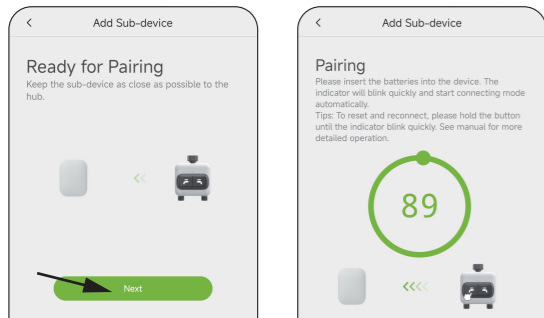 Add Sub-device
Ready for Pairing
Keep the sub-device as close as possible to the
hub.
Next
Add Sub-device
Pairing
Please insert the batteries into the device. The
indicator will blink quickly and start connecting mode
automatically.
Tips: To reset and reconnect, please hold the button
until the indicator blink quickly. See manual for more
detailed operation.
89